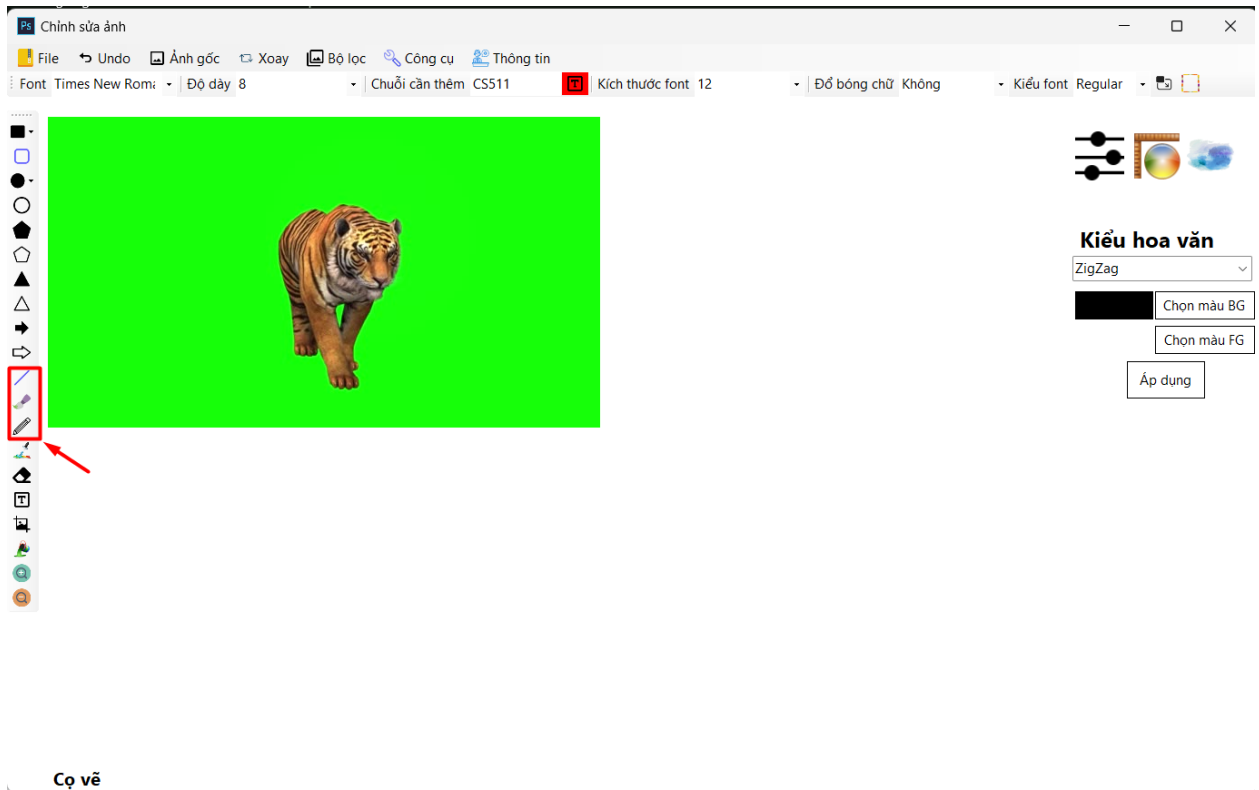 Ps Chỉnh sửa ảnh
File Undo Ảnh gốc Xoay Bộ lọc Công cụ Thông tin
Font Times New Roma Độ dày 8 Chuỗi cần thêm CS511 T Kích thước font 12 Đổ bóng chữ Không Kiểu font Regular
Kiểu hoa văn
ZigZag
Chọn màu BG
Chọn màu FG
Áp dụng
T
Cọ vẽ